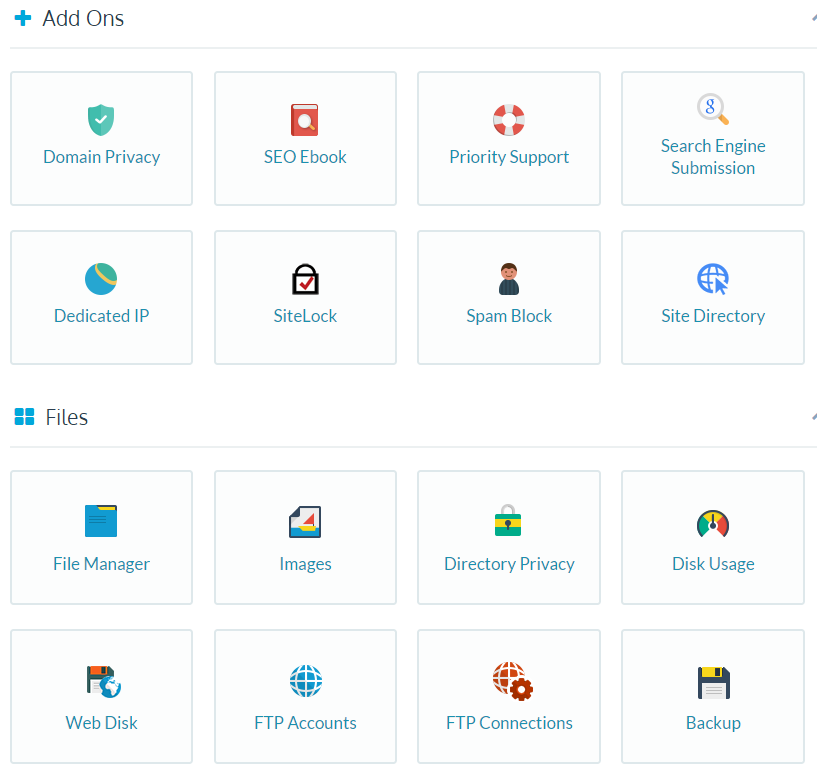 Add Ons
Domain Privacy
SEO Ebook
Priority Support
Search Engine
Submission
Dedicated IP
SiteLock
Spam Block
Site Directory
Files
File Manager
Images
Directory Privacy
Disk Usage
Web Disk
FTP Accounts
FTP Connections
Backup